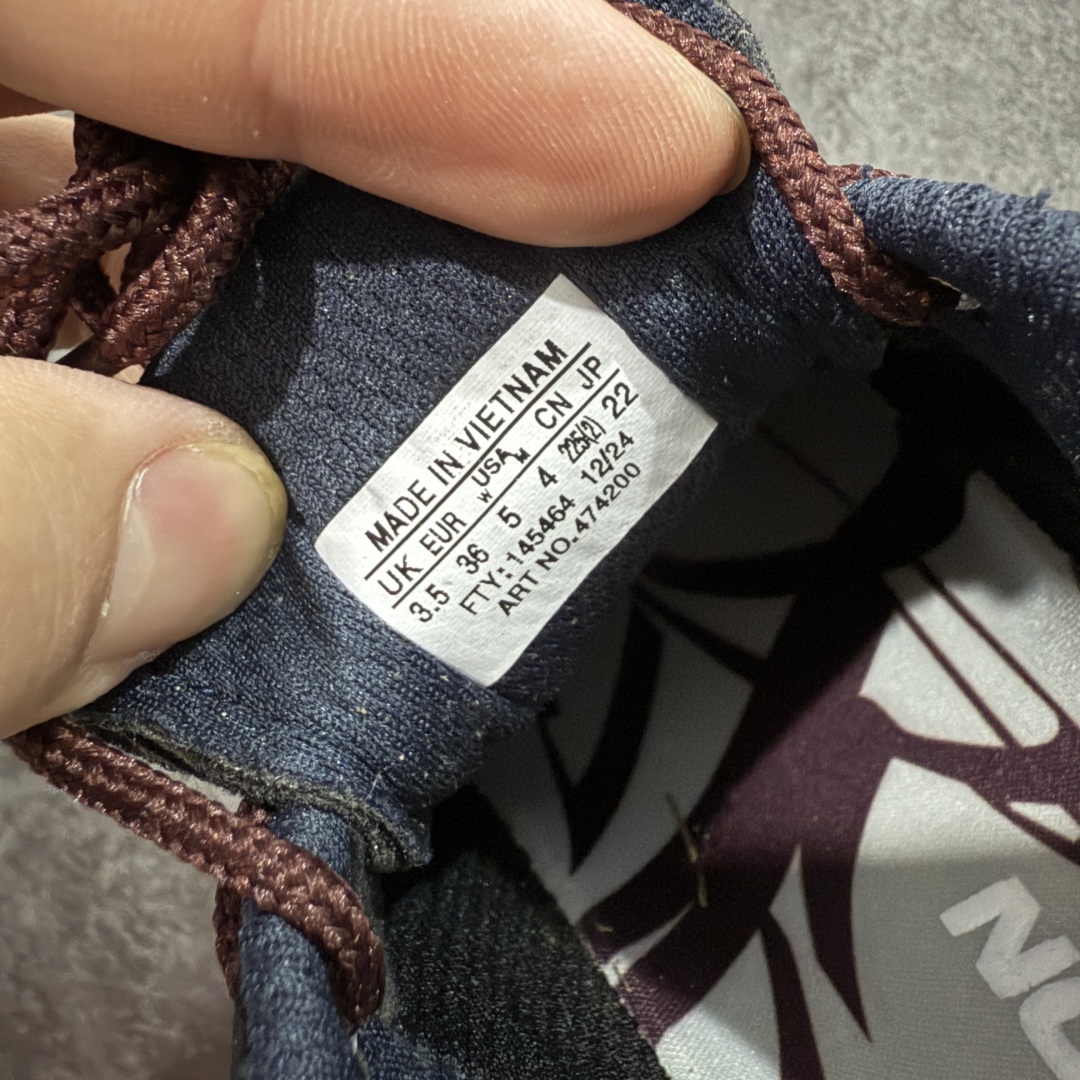 MADE IN VIETNAM
UK EUR USA CN JP
W M
3.5 36 5 4 225(2) 22
FTY: 145464 12/24
ART NO.474200